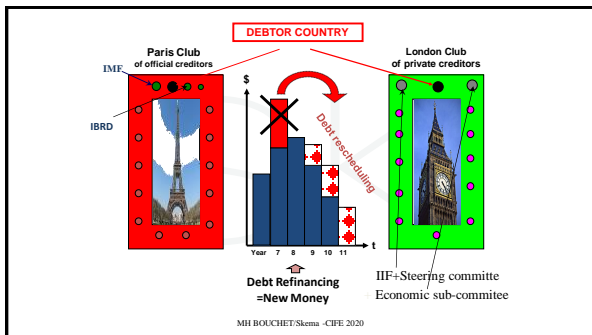 DEBTOR COUNTRY
Paris Club
of official creditors
London Club
of private creditors
IMF
IBRD
$
Debt rescheduling
t
Year 7 8 9 10 11
Debt Refinancing
=New Money
IIF+Steering committe
Economic sub-commitee
MH BOUCHET/Skema -CIFE 2020